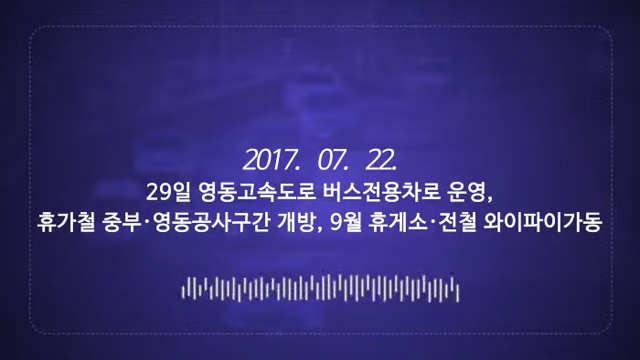 2017. 07. 22.
29일 영동고속도로 버스전용차로 운영,
휴가철 중부·영동공사구간 개방, 9월 휴게소·전철 와이파이가동